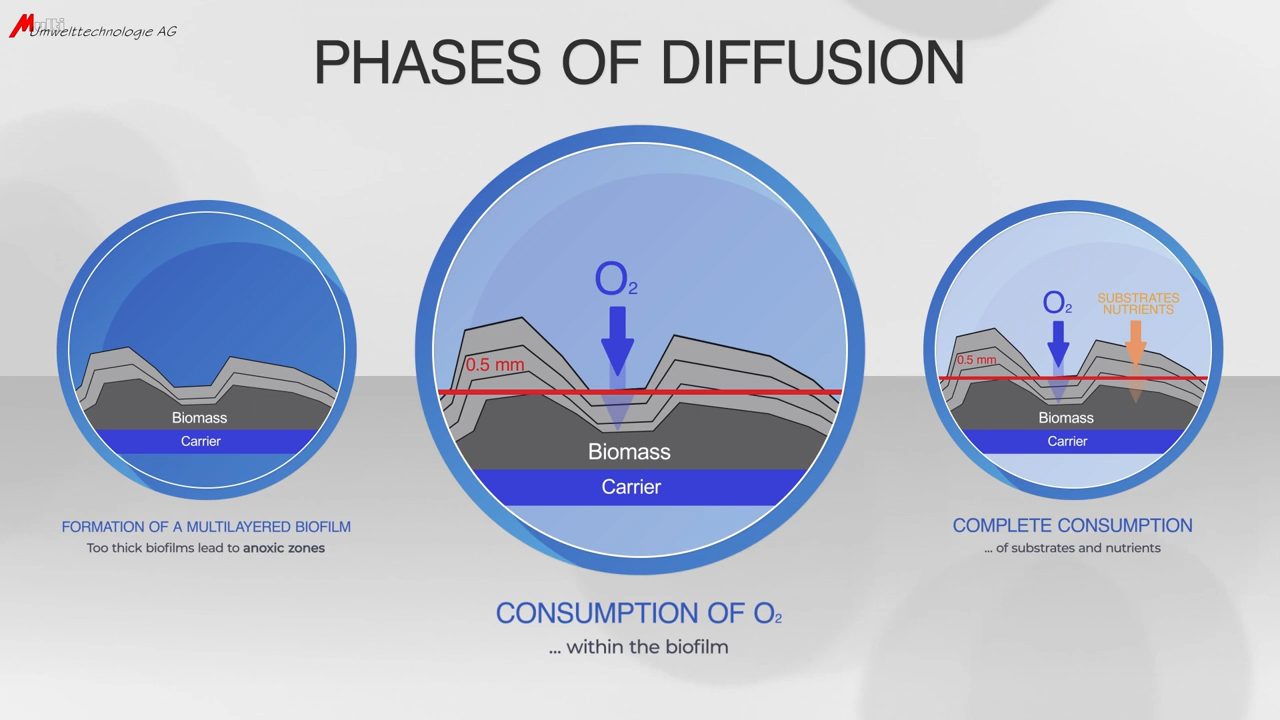 Multi
Umwelttechnologie AG
PHASES OF DIFFUSION
Biomass
Carrier
FORMATION OF A MULTILAYERED BIOFILM
Too thick biofilms lead to anoxic zones
O₂
0.5 mm
Biomass
Carrier
CONSUMPTION OF O₂
... within the biofilm
O₂
SUBSTRATES
NUTRIENTS
0.5 mm
Biomass
Carrier
COMPLETE CONSUMPTION
... of substrates and nutrients